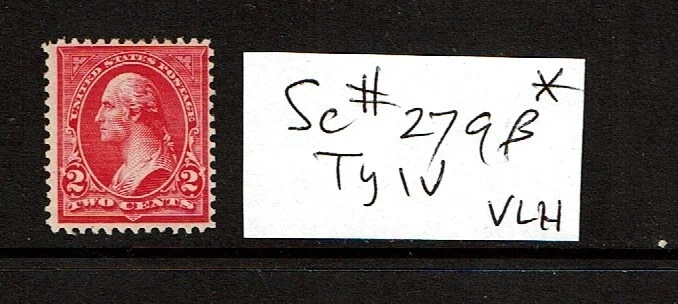 UNITED STATES POSTAGE
2 2
TWO CENTS
Sc# 279B *
Ty IV
VLH